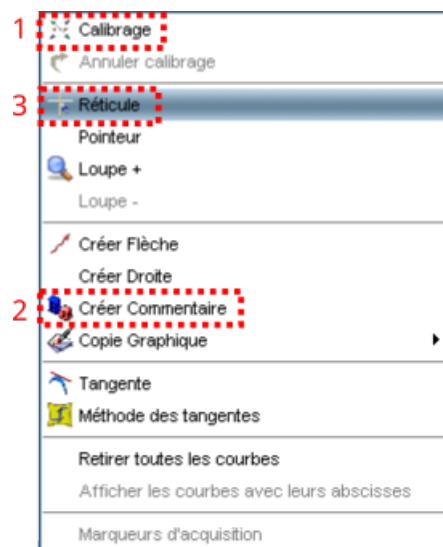 1 Calibrage
Annuler calibrage
3 Réticule
Pointeur
Loupe +
Loupe -
Créer Flèche
Créer Droite
2 Créer Commentaire
Copie Graphique
Tangente
Méthode des tangentes
Retirer toutes les courbes
Afficher les courbes avec leurs abscisses
Marqueurs d'acquisition